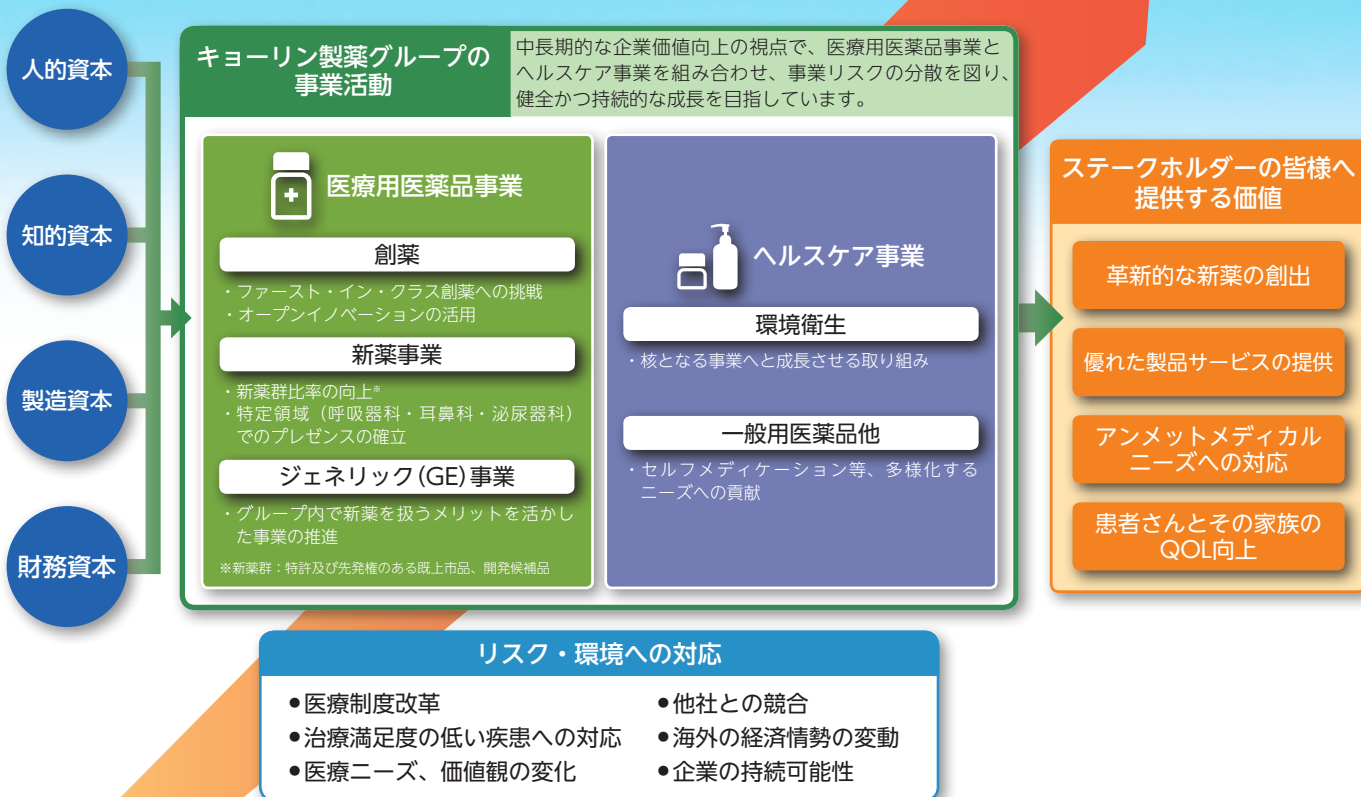 人的資本
知的資本
製造資本
財務資本
キョーリン製薬グループの
事業活動
中長期的な企業価値向上の視点で、医療用医薬品事業と
ヘルスケア事業を組み合わせ、事業リスクの分散を図り、
健全かつ持続的な成長を目指しています。
医療用医薬品事業
創薬
・ファースト・イン・クラス創薬への挑戦
・オープンイノベーションの活用
新薬事業
・新薬群比率の向上※
・特定領域（呼吸器科・耳鼻科・泌尿器科）
でのプレゼンスの確立
ジェネリック(GE)事業
・グループ内で新薬を扱うメリットを活かし
た事業の推進
※新薬群：特許及び先発権のある既上市品、開発候補品
ヘルスケア事業
環境衛生
・核となる事業へと成長させる取り組み
一般用医薬品他
・セルフメディケーション等、多様化する
ニーズへの貢献
ステークホルダーの皆様へ
提供する価値
革新的な新薬の創出
優れた製品サービスの提供
アンメットメディカル
ニーズへの対応
患者さんとその家族の
QOL向上
リスク・環境への対応
●医療制度改革
●治療満足度の低い疾患への対応
●医療ニーズ、価値観の変化
●他社との競合
●海外の経済情勢の変動
●企業の持続可能性